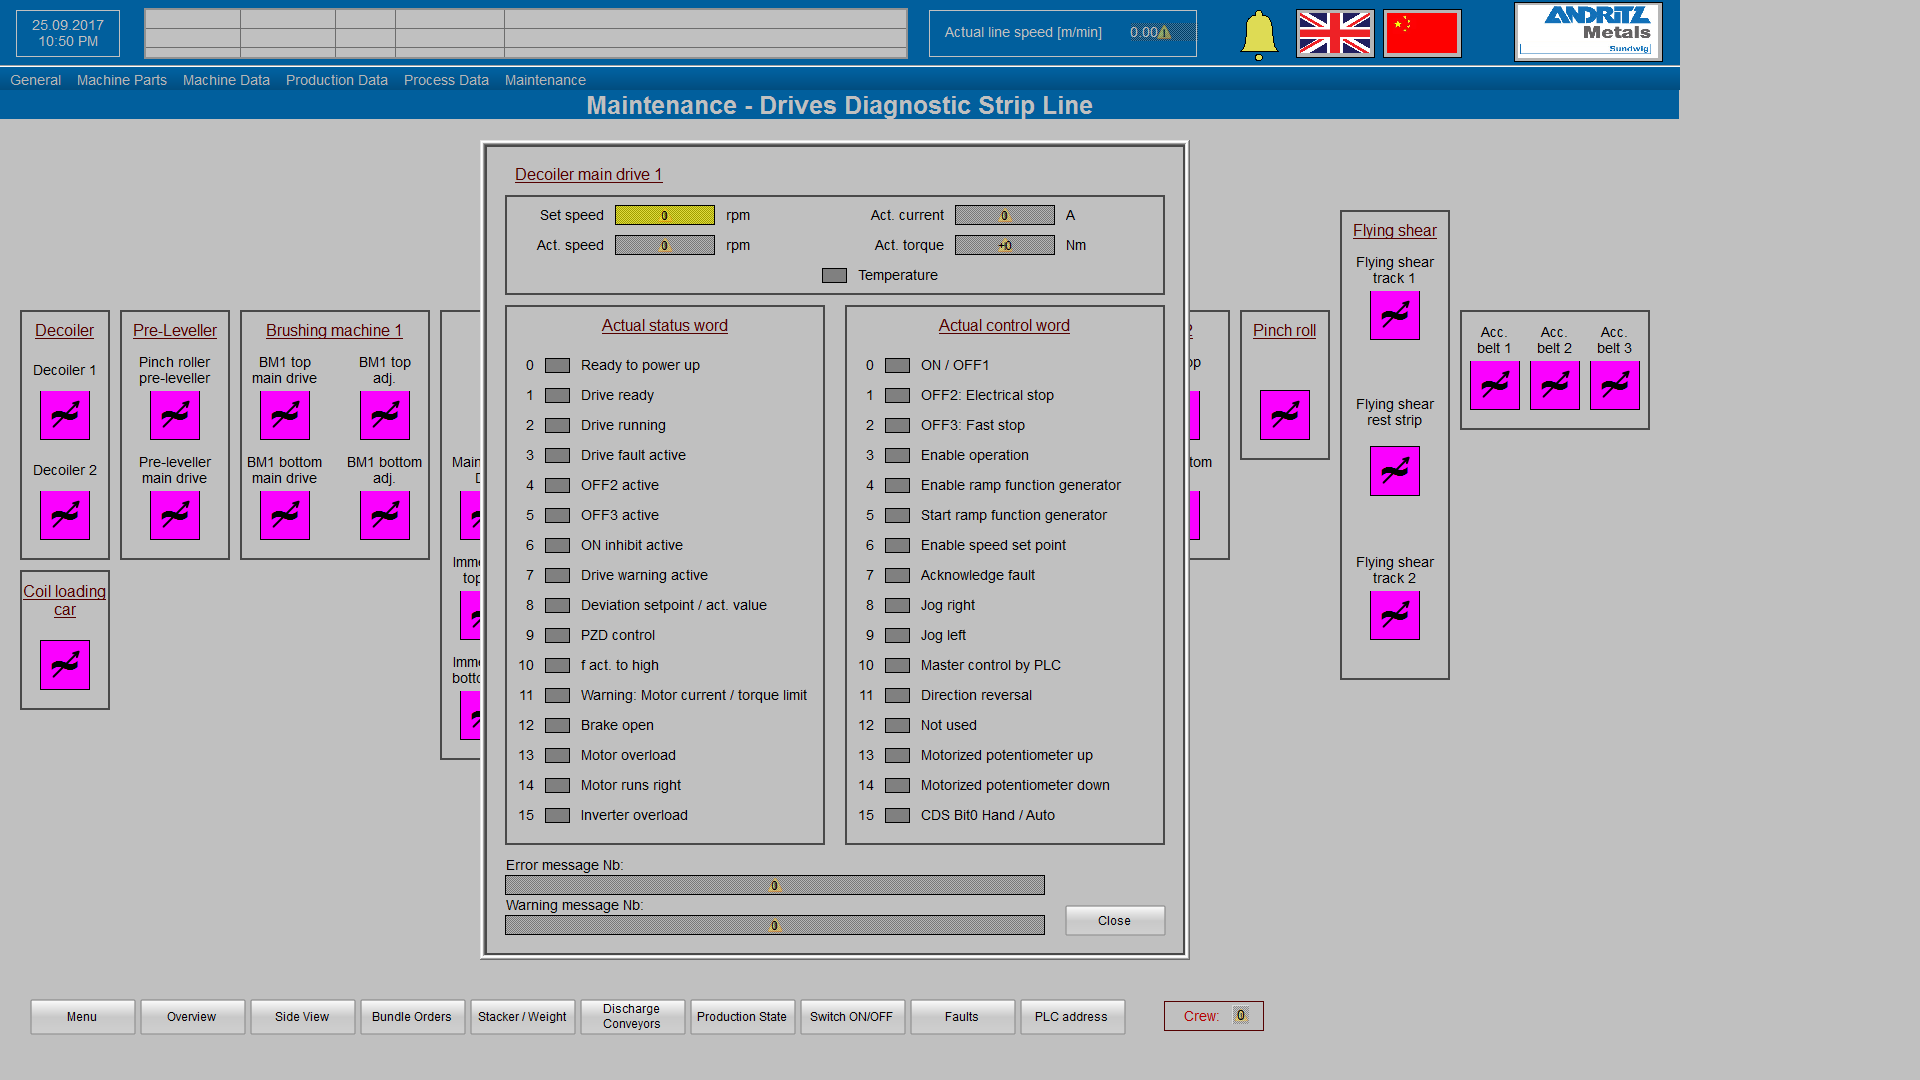 25.09.2017
10:50 PM
Actual line speed [m/min]
0.00
ANDRITZ
Metals
Sundwig
General
Machine Parts
Machine Data
Production Data
Process Data
Maintenance
Maintenance - Drives Diagnostic Strip Line
Decoiler
Decoiler 1
Decoiler 2
Coil loading
car
Pre-Leveller
Pinch roller
pre-leveller
Pre-leveller
main drive
Brushing machine 1
BM1 top
main drive
BM1 top
adj.
BM1 bottom
main drive
BM1 bottom
adj.
Decoiler main drive 1
Set speed
0
rpm
Act. speed
0
rpm
Act. current
0
A
Act. torque
+0
Nm
Temperature
Actual status word
0 Ready to power up
1 Drive ready
2 Drive running
3 Drive fault active
4 OFF2 active
5 OFF3 active
6 ON inhibit active
7 Drive warning active
8 Deviation setpoint / act. value
9 PZD control
10 f act. to high
11 Warning: Motor current / torque limit
12 Brake open
13 Motor overload
14 Motor runs right
15 Inverter overload
Actual control word
0 ON / OFF1
1 OFF2: Electrical stop
2 OFF3: Fast stop
3 Enable operation
4 Enable ramp function generator
5 Start ramp function generator
6 Enable speed set point
7 Acknowledge fault
8 Jog right
9 Jog left
10 Master control by PLC
11 Direction reversal
12 Not used
13 Motorized potentiometer up
14 Motorized potentiometer down
15 CDS Bit0 Hand / Auto
Error message Nb:
0
Warning message Nb:
0
Close
Pinch roll
Flying shear
Flying shear
track 1
Flying shear
rest strip
Flying shear
track 2
Acc.
belt 1
Acc.
belt 2
Acc.
belt 3
Menu
Overview
Side View
Bundle Orders
Stacker / Weight
Discharge
Conveyors
Production State
Switch ON/OFF
Faults
PLC address
Crew: 0